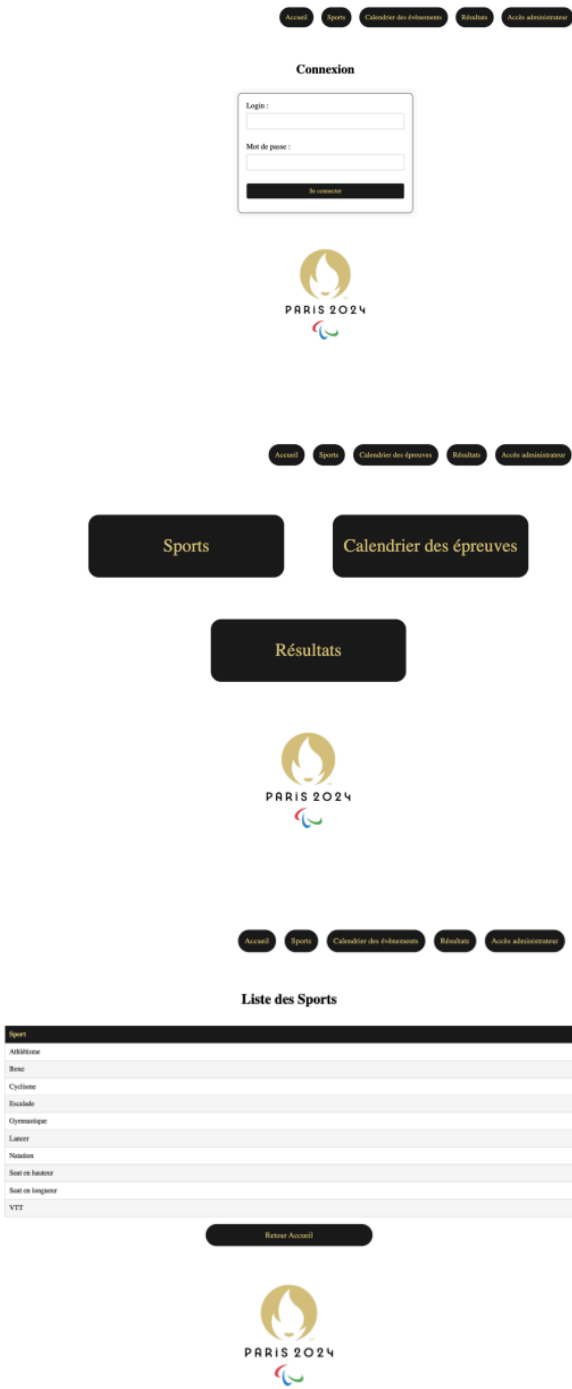 Accueil Sports Calendrier des évènements Résultats Accès administrateur
Connexion
Login :
Mot de passe :
Se connecter
PARIS 2024
Accueil Sports Calendrier des épreuves Résultats Accès administrateur
Sports Calendrier des épreuves
Résultats
PARIS 2024
Accueil Sports Calendrier des évènements Résultats Accès administrateur
Liste des Sports
Sport
Athlétisme
Boxe
Cyclisme
Escalade
Gymnastique
Lancer
Natation
Saut en hauteur
Saut en longueur
VTT
Retour Accueil
PARIS 2024